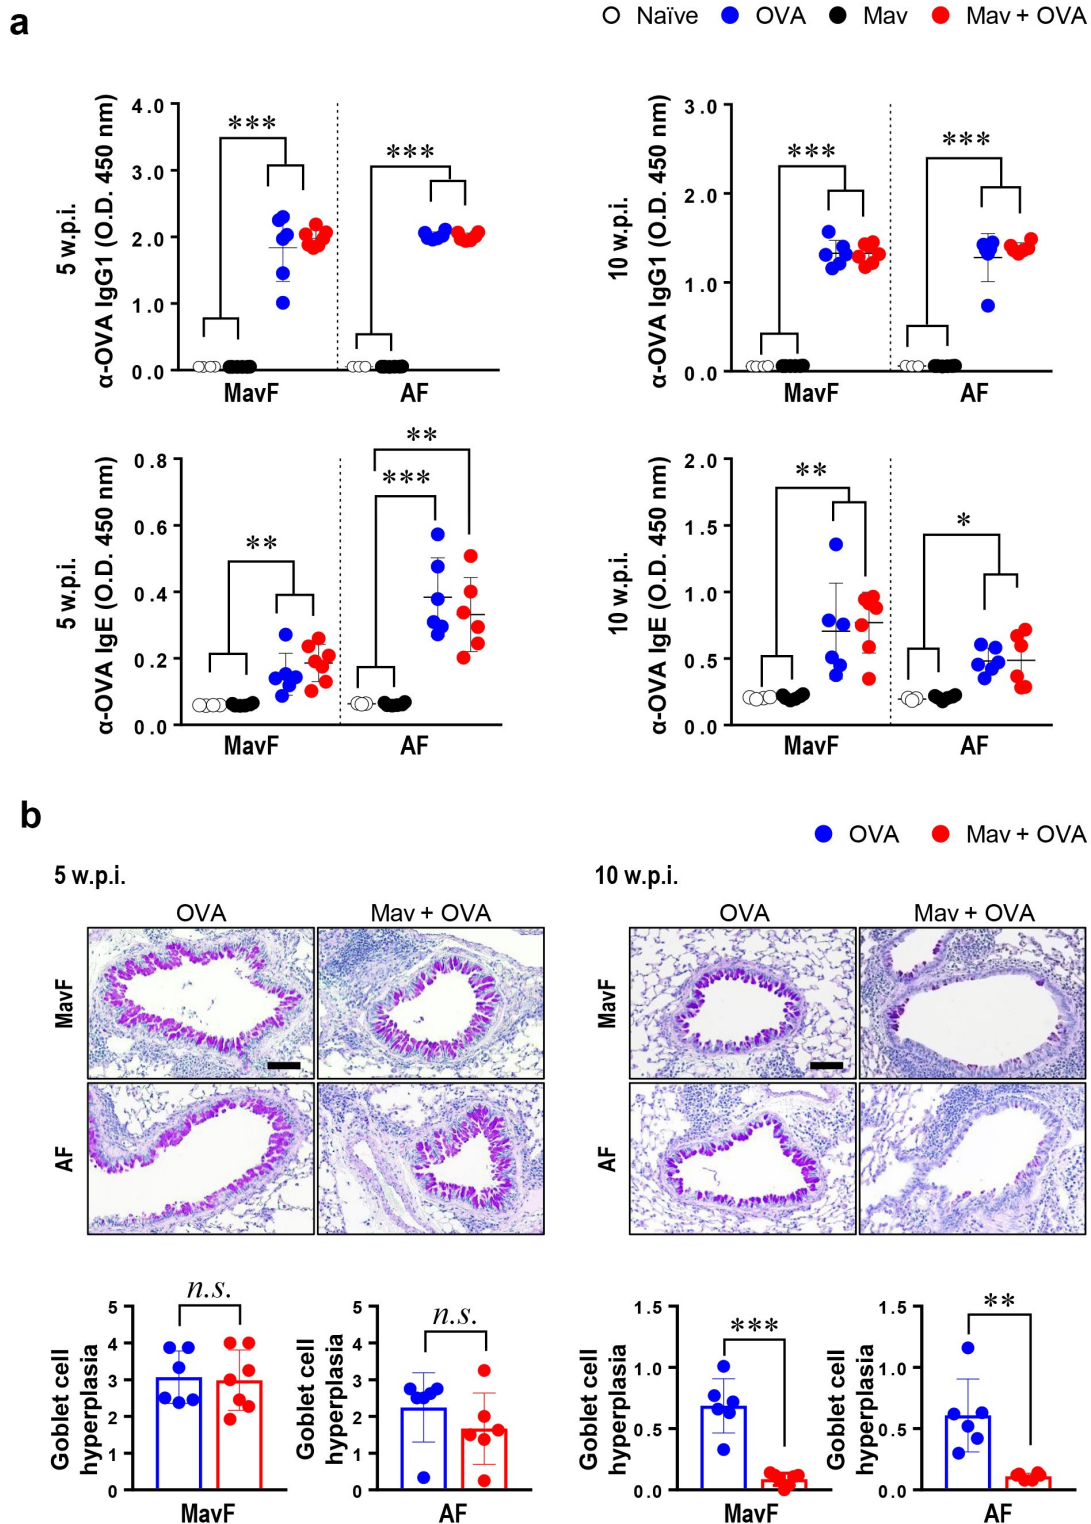 a
Naïve OVA Mav Mav + OVA
5 w.p.i.
α-OVA IgG1 (O.D. 450 nm)
4.0
3.0
2.0
1.0
0.0
***
***
MavF AF
10 w.p.i.
α-OVA IgG1 (O.D. 450 nm)
3.0
2.0
1.0
0.0
***
***
MavF AF
5 w.p.i.
α-OVA IgE (O.D. 450 nm)
0.8
0.6
0.4
0.2
0.0
**
**
***
MavF AF
10 w.p.i.
α-OVA IgE (O.D. 450 nm)
2.0
1.5
1.0
0.5
0.0
**
*
MavF AF
b
OVA Mav + OVA
5 w.p.i.
OVA Mav + OVA
MavF
AF
10 w.p.i.
OVA Mav + OVA
MavF
AF
Goblet cell
hyperplasia
5
4
3
2
1
0
n.s.
MavF
Goblet cell
hyperplasia
5
4
3
2
1
0
n.s.
AF
Goblet cell
hyperplasia
1.5
1.0
0.5
0.0
***
MavF
Goblet cell
hyperplasia
1.5
1.0
0.5
0.0
**
AF